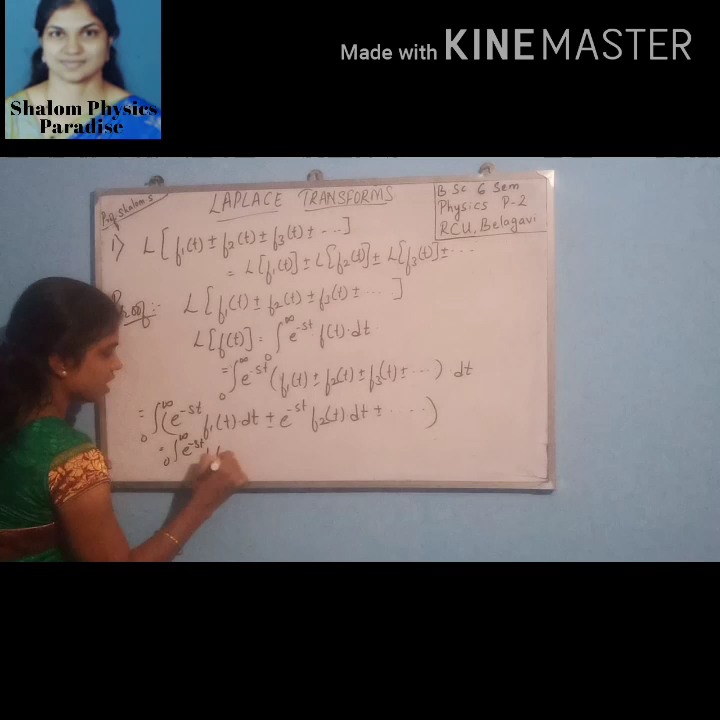 Made with KINEMASTER
Shalom Physics
Paradise
Prof Shalom S
LAPLACE TRANSFORMS
B Sc 6 Sem
Physics P-2
RCU, Belagavi
1) L[f₁(t) ± f₂(t) ± f₃(t) ± ...]
= L[f₁(t)] ± L[f₂(t)] ± L[f₃(t)] ± ...
Proof:- L[f₁(t) ± f₂(t) ± f₃(t) ± ... ]
L[f(t)] = ∫₀^∞ e^-st f(t)·dt
= ∫₀^∞ e^-st (f₁(t) ± f₂(t) ± f₃(t) ± ...) dt
= ∫₀^∞ (e^-st f₁(t)·dt ± e^-st f₂(t) dt ± ....)
= ∫₀^∞ e^-st